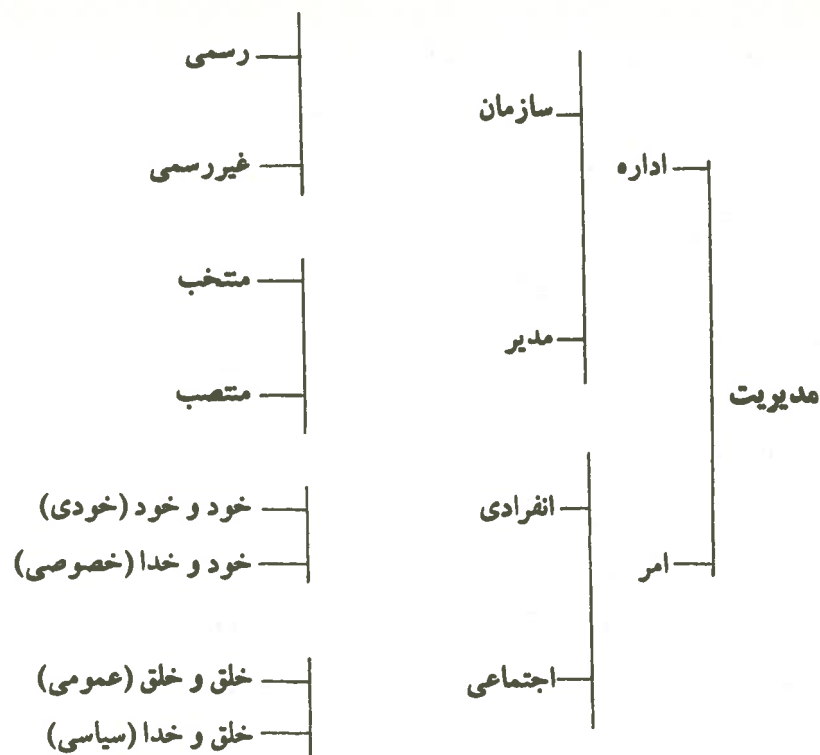 مدیریت
اداره
سازمان
رسمی
غیررسمی
مدیر
منتخب
منتصب
امر
انفرادی
خود و خود (خودی)
خود و خدا (خصوصی)
اجتماعی
خلق و خلق (عمومی)
خلق و خدا (سیاسی)